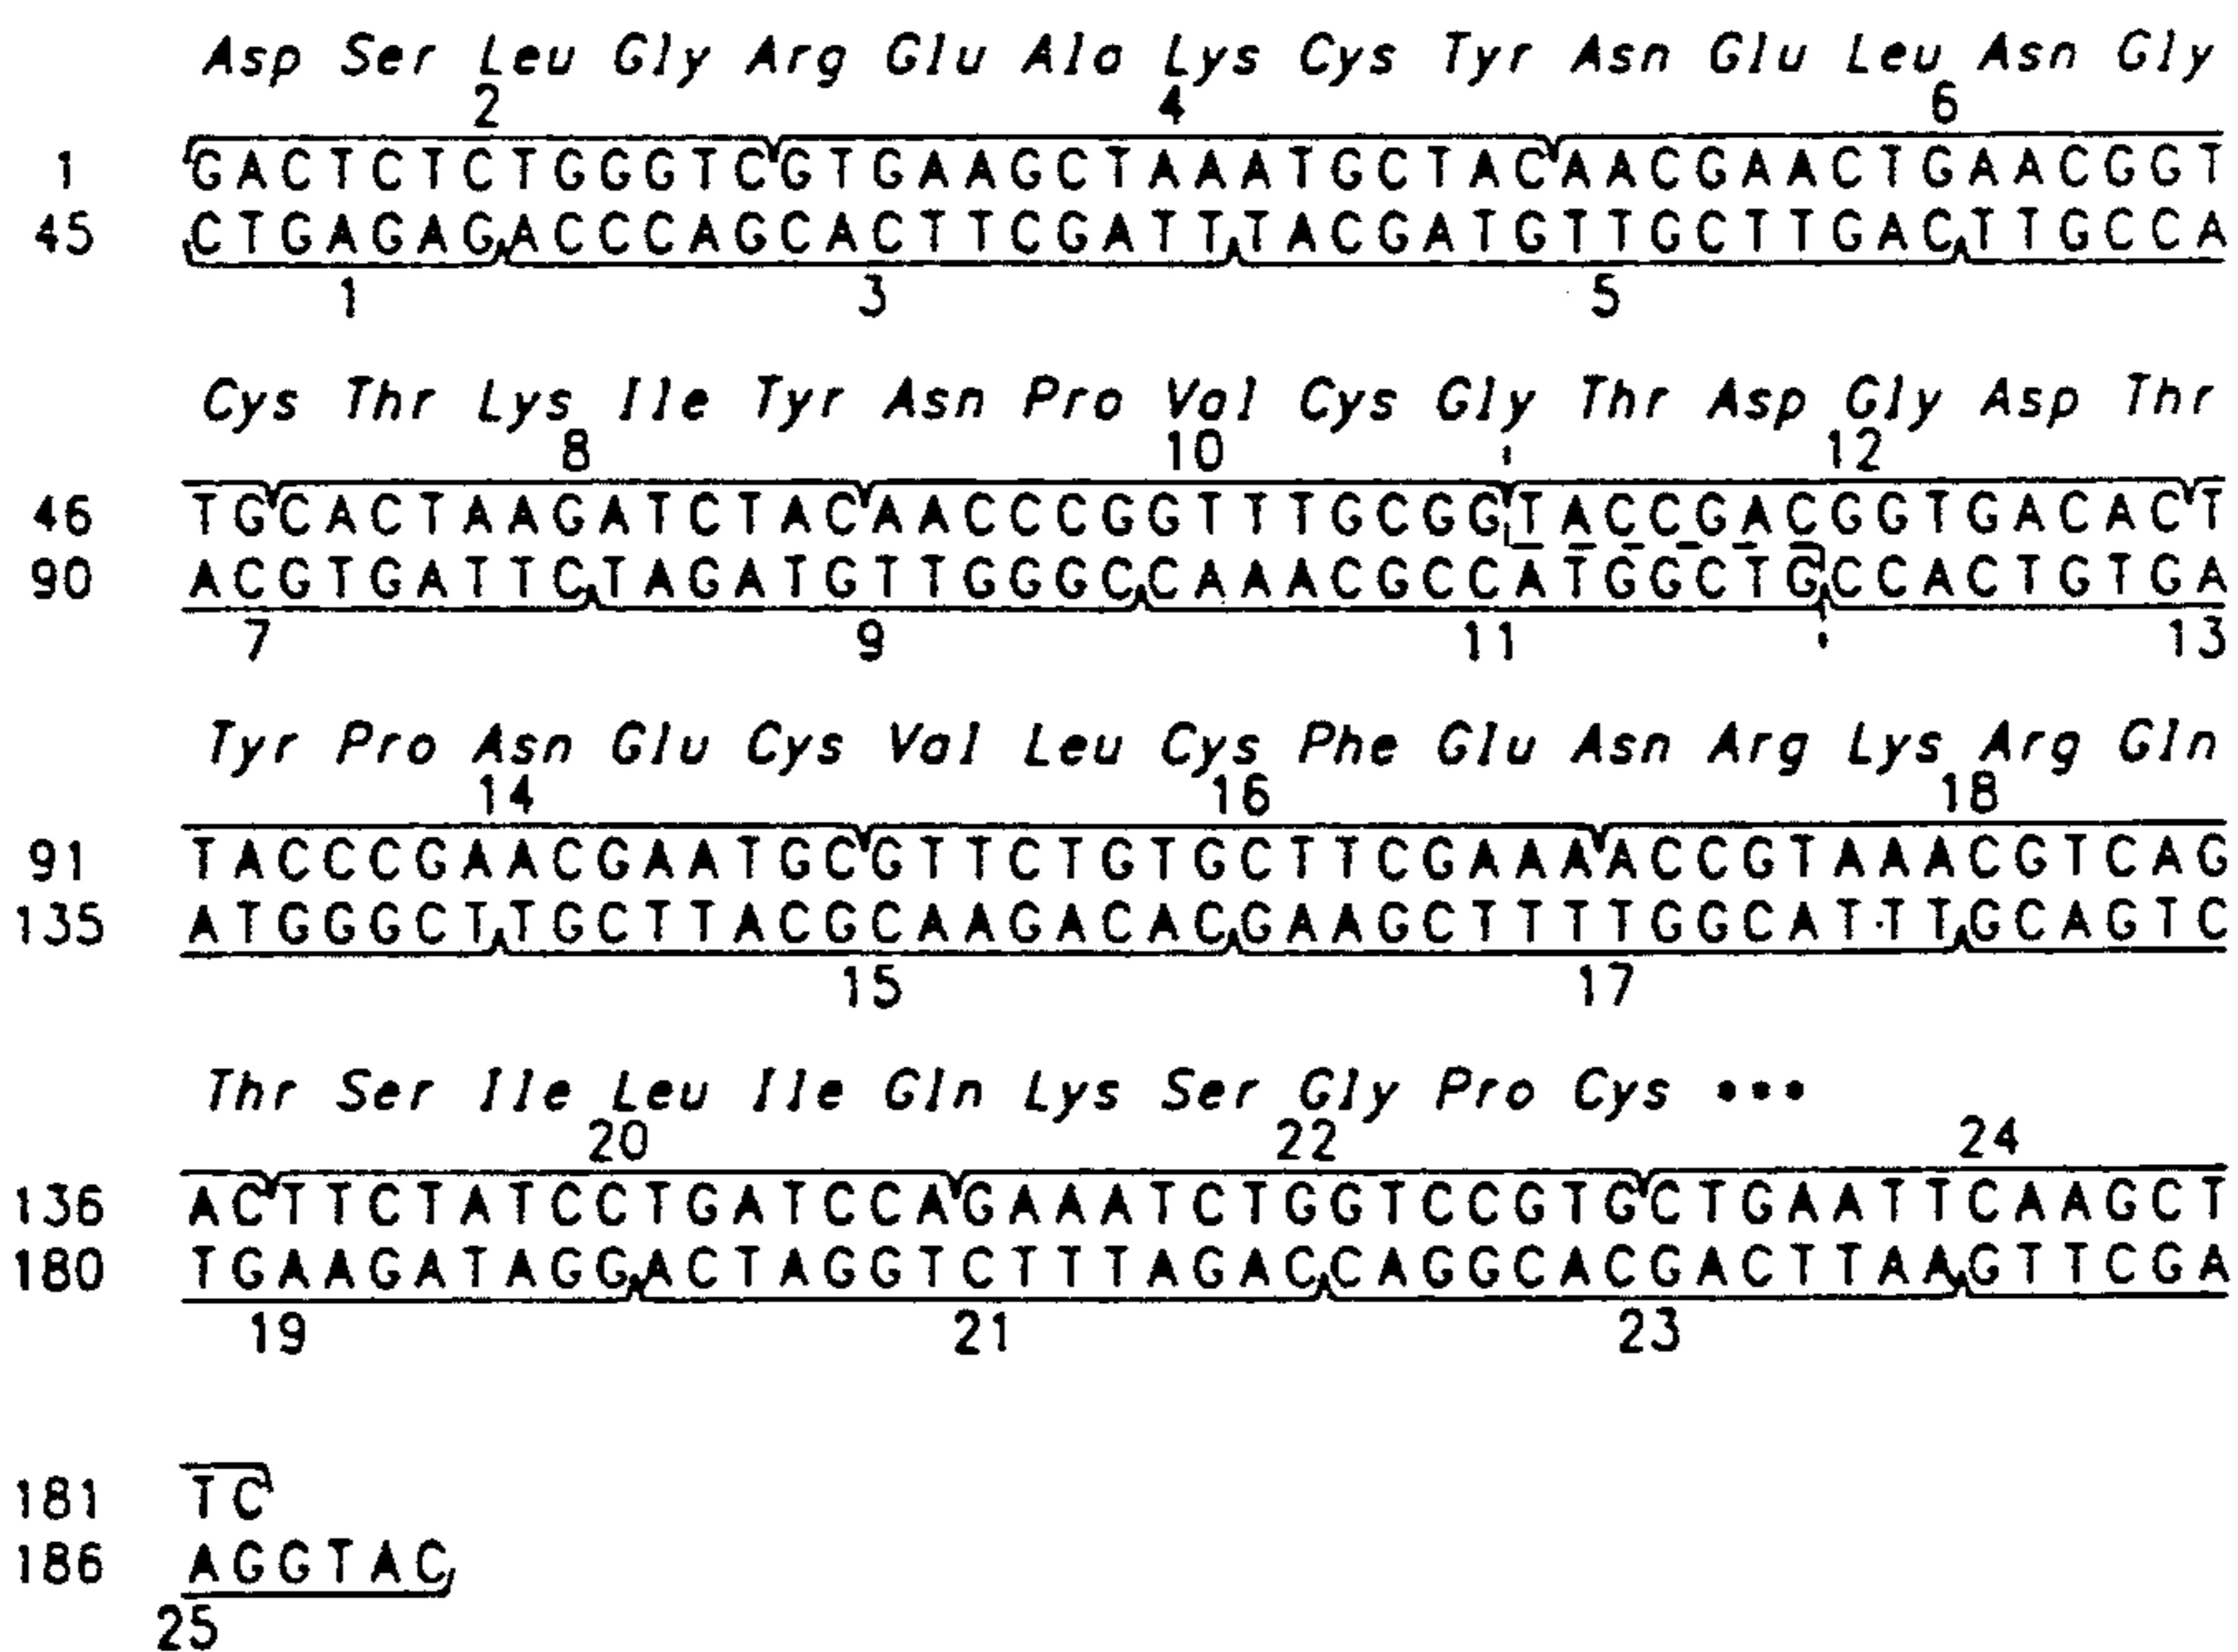 Asp Ser Leu Gly Arg Glu Ala Lys Cys Tyr Asn Glu Leu Asn Gly
2 4 6
1 GACTCTCTGGGTCGTGAAGCTAAATGCTACAACGAACTGAACGGT
45 CTGAGAGACCCAGCACTTCGATTTACGATGTTGCTTGACTTGCCA
1 3 5
Cys Thr Lys Ile Tyr Asn Pro Val Cys Gly Thr Asp Gly Asp Thr
8 10 12
46 TGCACTAAGATCTACAACCCGGTTTGCGGTACCGACGGTGACACT
90 ACGTGATTCTAGATGTTGGGCCAAACGCCATGGCTGCCACTGTGA
7 9 11 13
Tyr Pro Asn Glu Cys Val Leu Cys Phe Glu Asn Arg Lys Arg Gln
14 16 18
91 TACCCGAACGAATGCGTTCTGTGCTTCGAAAACCGTAAACGTCAG
135 ATGGGCTTGCTTACGCAAGACACGAAGCTTTTGGCATTTGCAGTC
15 17
Thr Ser Ile Leu Ile Gln Lys Ser Gly Pro Cys •••
20 22 24
136 ACTTCTATCCTGATCCAGAAATCTGGTCCGTGCTGAATTCAAGCT
180 TGAAGATAGGACTAGGTCTTTAGACCAGGCACGACTTAAGTTCGA
19 21 23
181 TC
186 AGGTAC
25